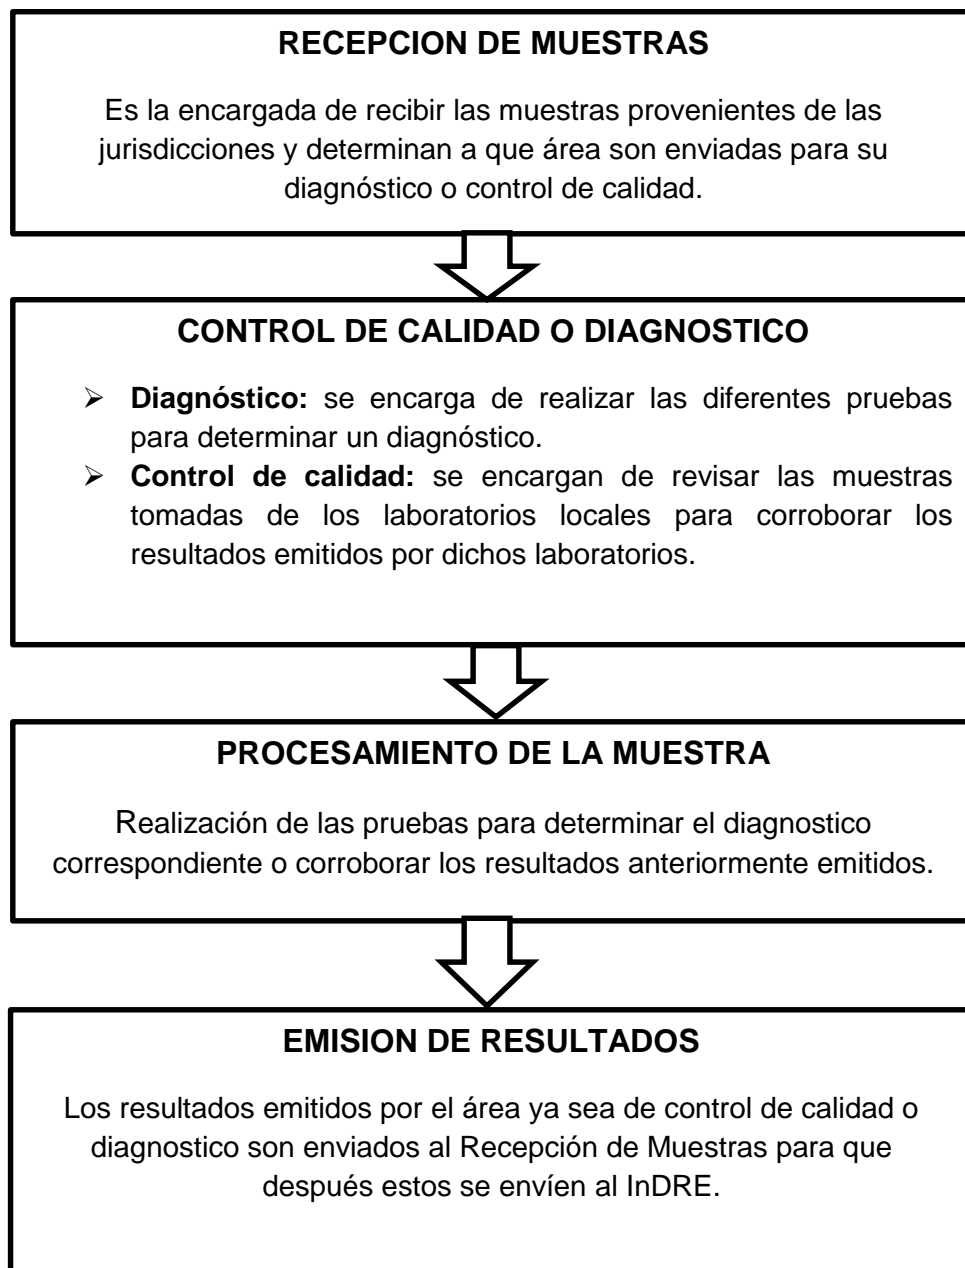 RECEPCION DE MUESTRAS
Es la encargada de recibir las muestras provenientes de las
jurisdicciones y determinan a que área son enviadas para su
diagnóstico o control de calidad.
CONTROL DE CALIDAD O DIAGNOSTICO
➢ Diagnóstico: se encarga de realizar las diferentes pruebas
para determinar un diagnóstico.
➢ Control de calidad: se encargan de revisar las muestras
tomadas de los laboratorios locales para corroborar los
resultados emitidos por dichos laboratorios.
PROCESAMIENTO DE LA MUESTRA
Realización de las pruebas para determinar el diagnostico
correspondiente o corroborar los resultados anteriormente emitidos.
EMISION DE RESULTADOS
Los resultados emitidos por el área ya sea de control de calidad o
diagnostico son enviados al Recepción de Muestras para que
después estos se envíen al InDRE.